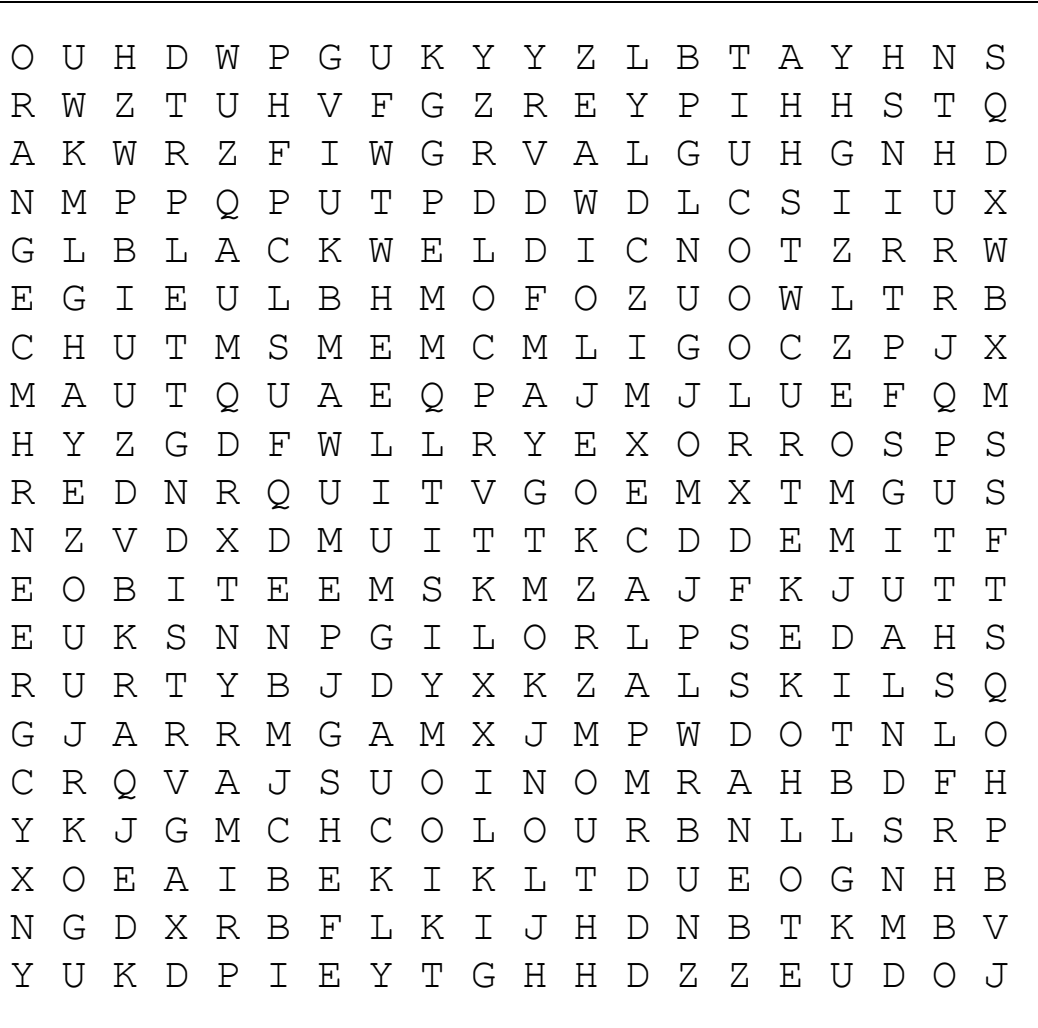 O U H D W P G U K Y Y Z L B T A Y H N S
R W Z T U H V F G Z R E Y P I H H S T Q
A K W R Z F I W G R V A L G U H G N H D
N M P P Q P U T P D D W D L C S I I U X
G L B L A C K W E L D I C N O T Z R R W
E G I E U L B H M O F O Z U O W L T R B
C H U T M S M E M C M L I G O C Z P J X
M A U T Q U A E Q P A J M J L U E F Q M
H Y Z G D F W L L R Y E X O R R O S P S
R E D N R Q U I T V G O E M X T M G U S
N Z V D X D M U I T T K C D D E M I T F
E O B I T E E M S K M Z A J F K J U T T
E U K S N N P G I L O R L P S E D A H S
R U R T Y B J D Y X K Z A L S K I L S Q
G J A R R M G A M X J M P W D O T N L O
C R Q V A J S U O I N O M R A H B D F H
Y K J G M C H C O L O U R B N L L S R P
X O E A I B E K I K L T D U E O G N H B
N G D X R B F L K I J H D N B T K M B V
Y U K D P I E Y T G H H D Z Z E U D O J